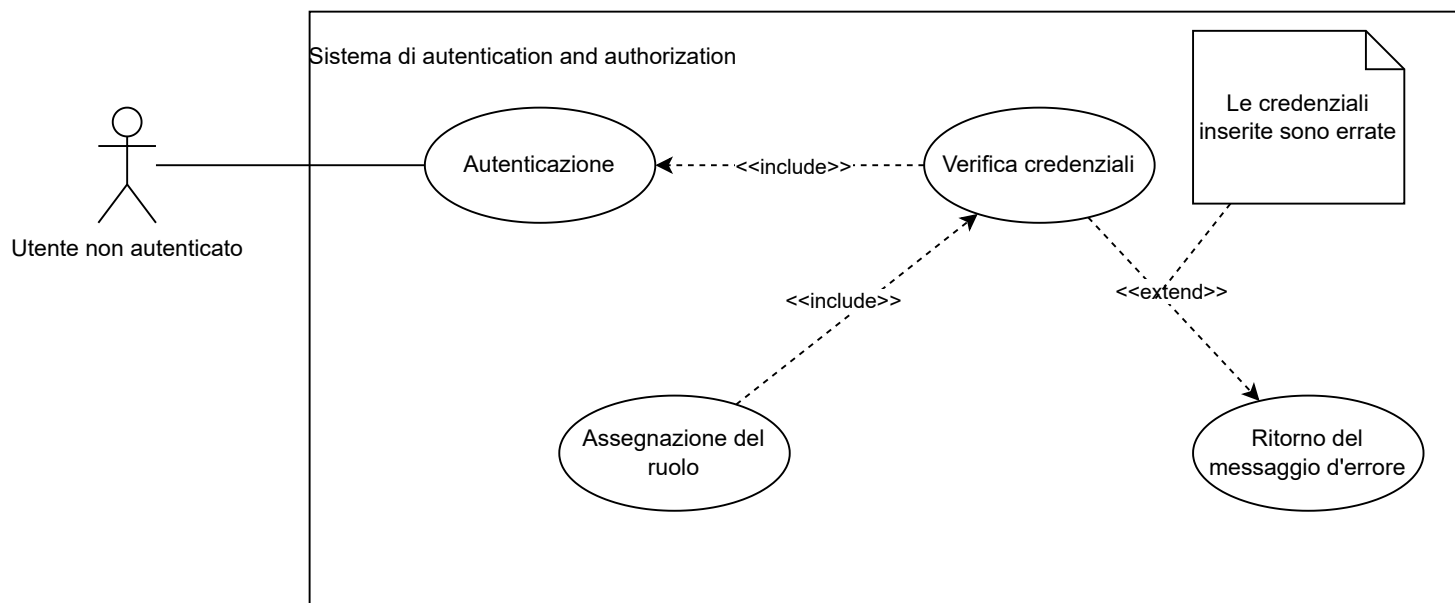 Sistema di autentication and authorization
Le credenziali
inserite sono errate
Autenticazione
<<include>>
Verifica credenziali
Utente non autenticato
<<include>>
<<extend>>
Assegnazione del
ruolo
Ritorno del
messaggio d'errore